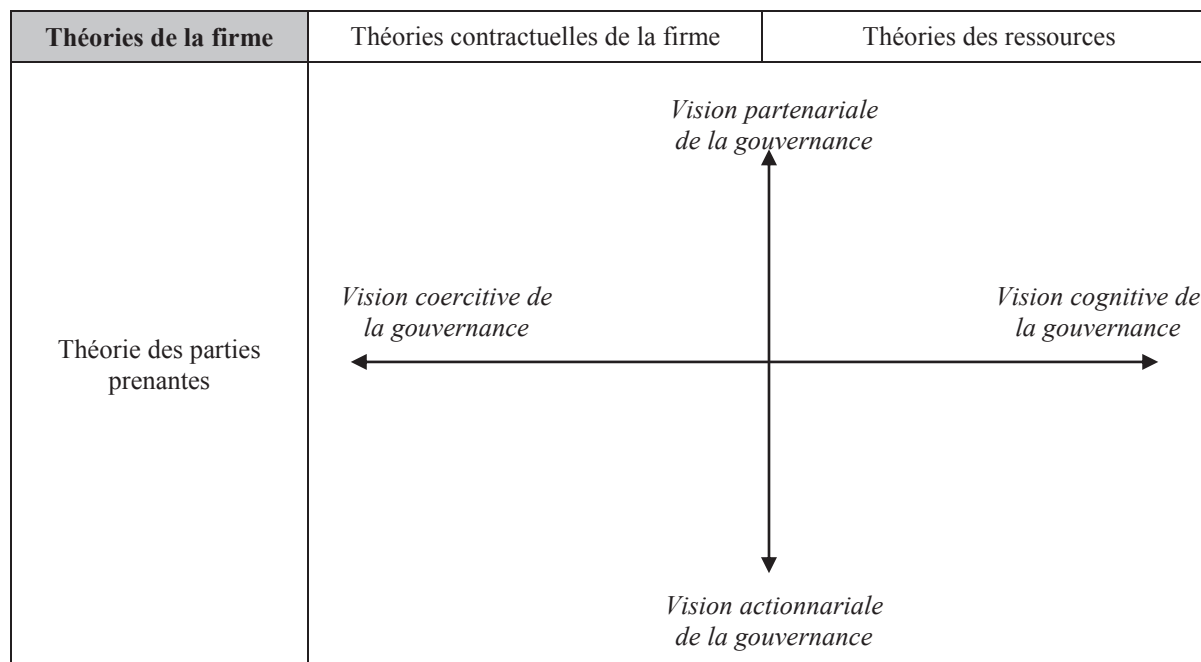 Théories de la firme
Théories contractuelles de la firme
Théories des ressources
Vision partenariale
de la gouvernance
Vision coercitive de
la gouvernance
Vision cognitive de
la gouvernance
Théorie des parties
prenantes
Vision actionnariale
de la gouvernance